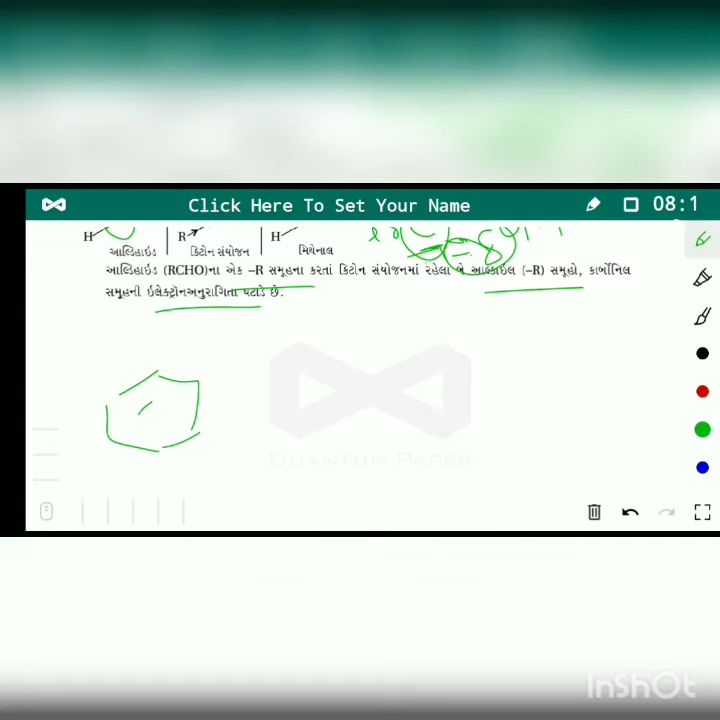 Click Here To Set Your Name
08:1
H R H
આલ્ડિહાઇડ કિટોન સંયોજન મિથેનાલ
આલ્ડિહાઇડ (RCHO)ના એક –R સમૂહના કરતાં કિટોન સંયોજનમાં રહેલા બે આલ્કાઇલ (–R) સમૂહો, કાર્બોનિલ
સમૂહની ઇલેક્ટ્રૉનઅનુરાગિતા ઘટાડે છે.
QUANTUM PAPER
InShOt